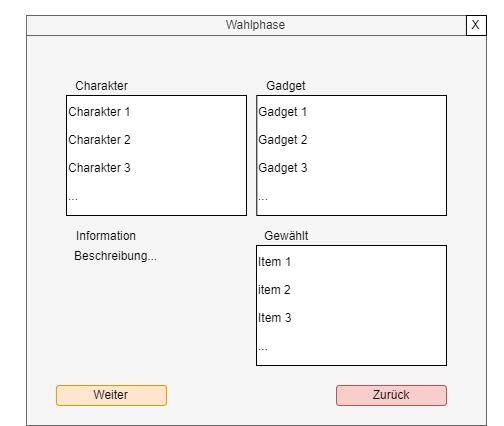 Wahlphase
X
Charakter
Charakter 1
Charakter 2
Charakter 3
...
Gadget
Gadget 1
Gadget 2
Gadget 3
...
Information
Beschreibung...
Gewählt
Item 1
item 2
Item 3
...
Weiter
Zurück